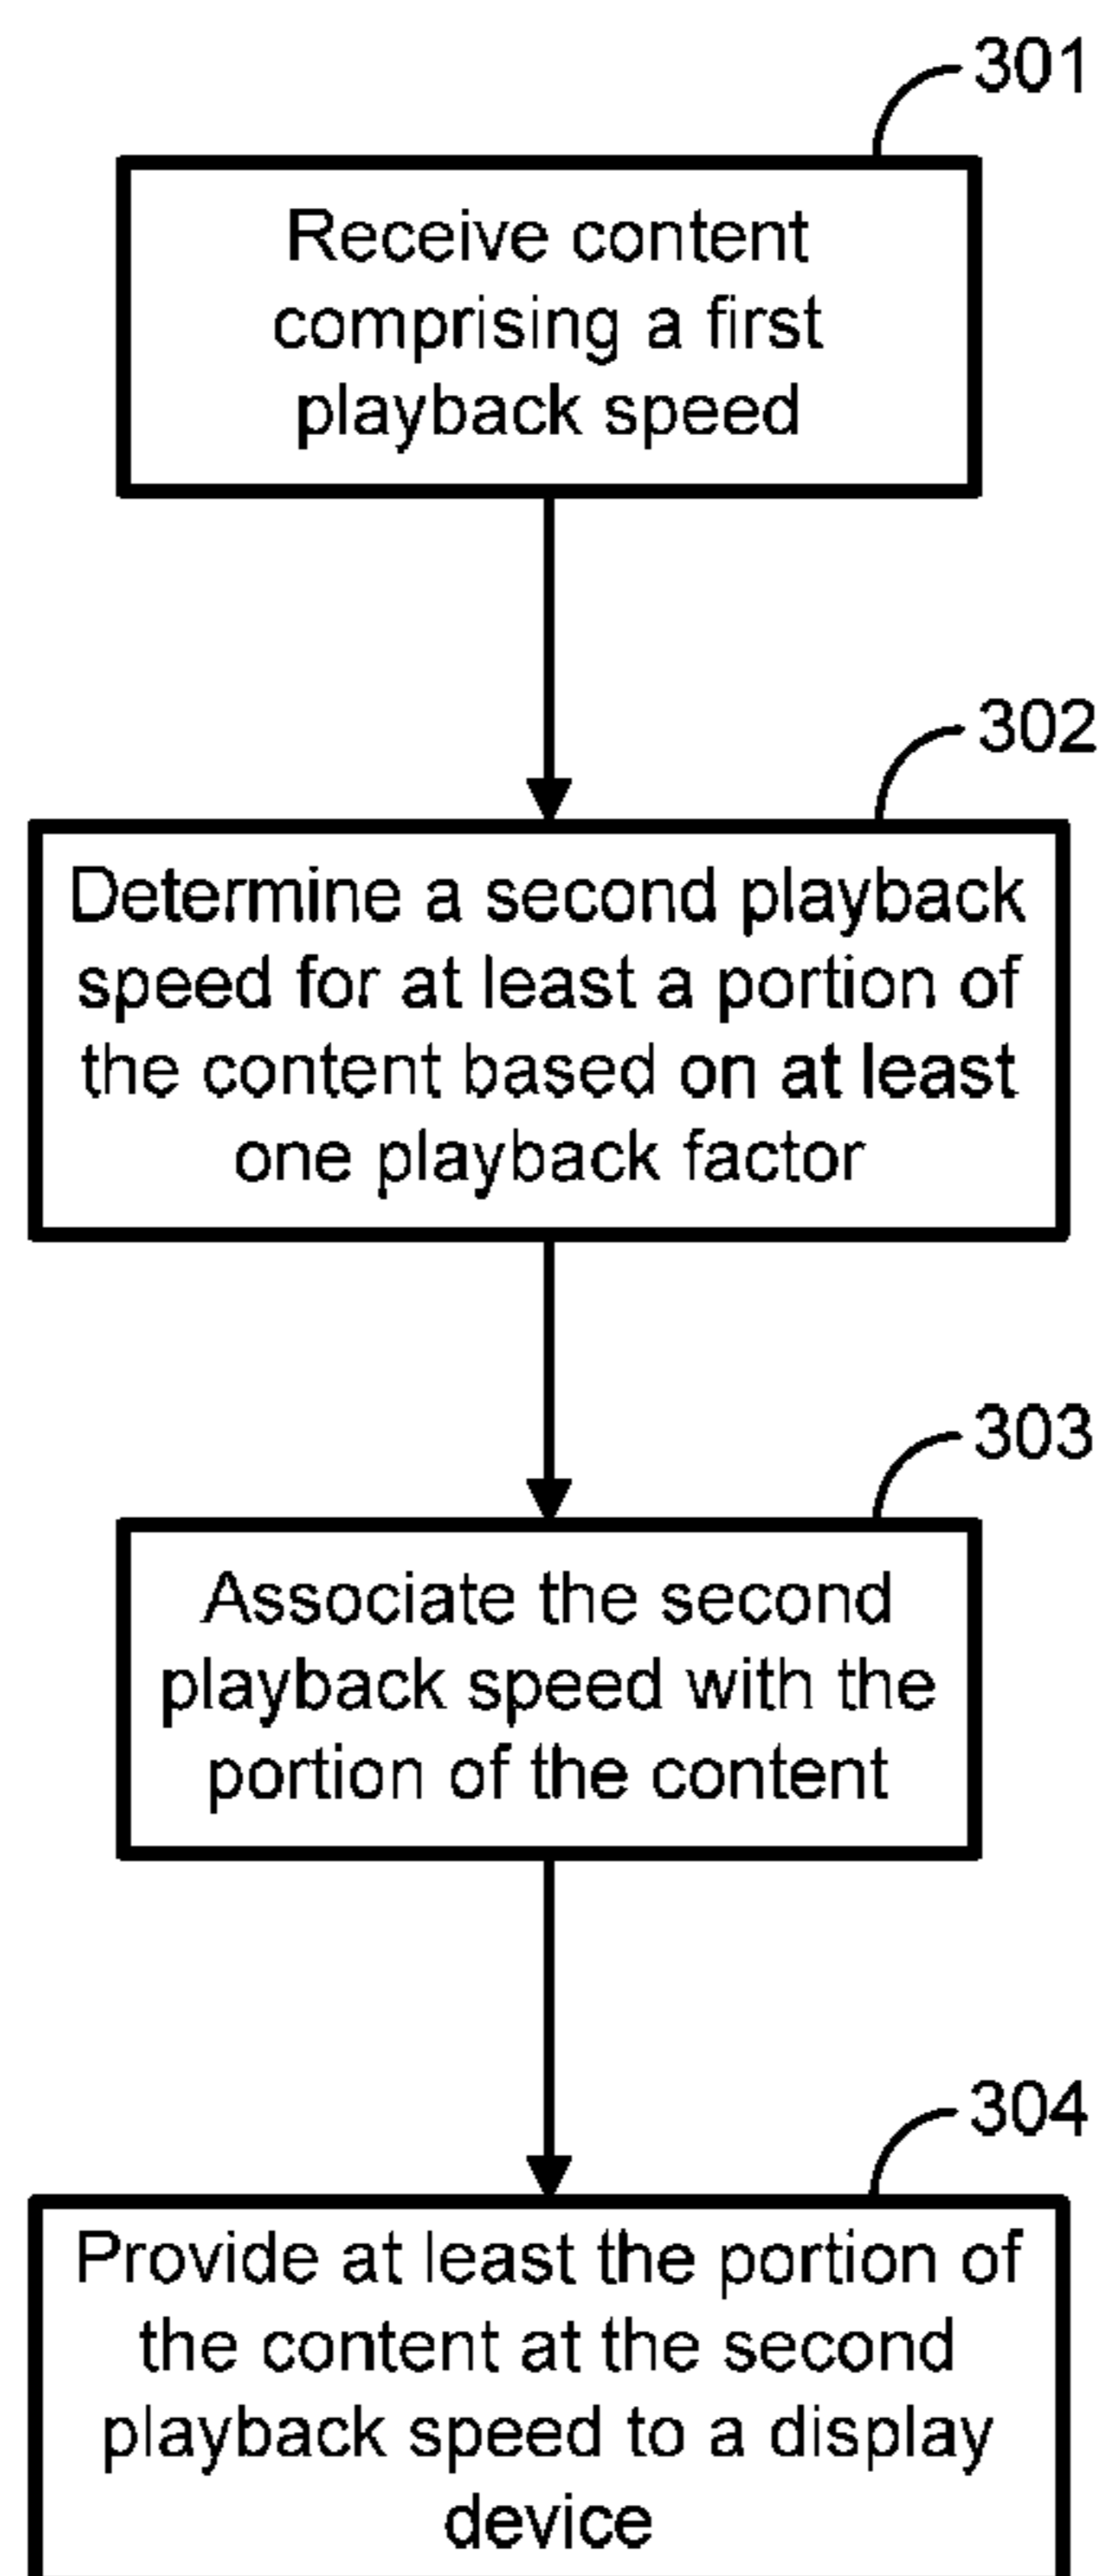 301
Receive content
comprising a first
playback speed
302
Determine a second playback
speed for at least a portion of
the content based on at least
one playback factor
303
Associate the second
playback speed with the
portion of the content
304
Provide at least the portion of
the content at the second
playback speed to a display
device